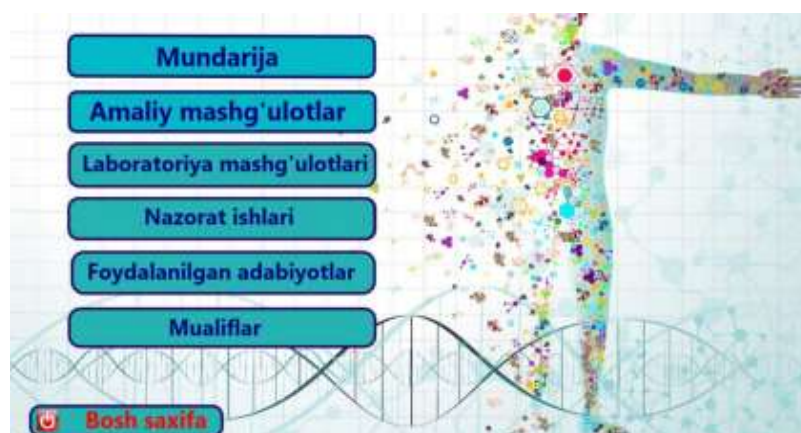 Mundarija
Amaliy mashg'ulotlar
Laboratoriya mashg'ulotlari
Nazorat ishlari
Foydalanilgan adabiyotlar
Mualiflar
Bosh saxifa